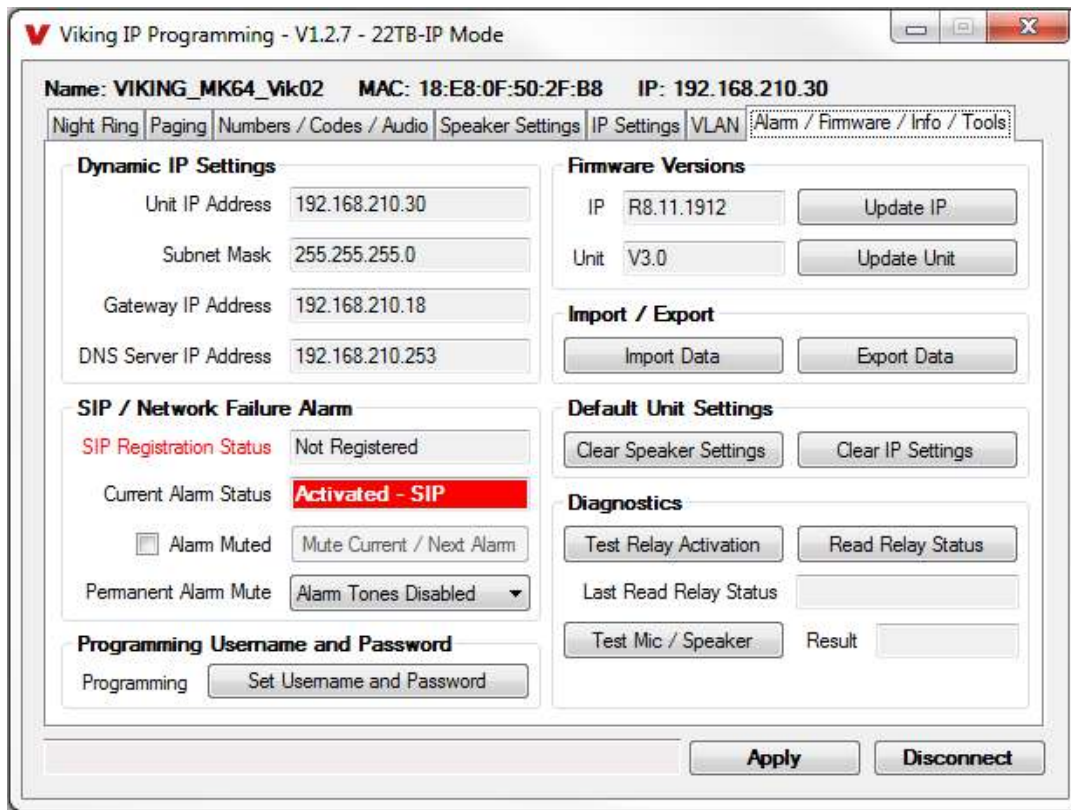 Viking IP Programming - V1.2.7 - 22TB-IP Mode
Name: VIKING_MK64_Vik02 MAC: 18:E8:0F:50:2F:B8 IP: 192.168.210.30
Night Ring Paging Numbers / Codes / Audio Speaker Settings IP Settings VLAN Alarm / Firmware / Info / Tools
Dynamic IP Settings
Unit IP Address 192.168.210.30
Subnet Mask 255.255.255.0
Gateway IP Address 192.168.210.18
DNS Server IP Address 192.168.210.253
SIP / Network Failure Alarm
SIP Registration Status Not Registered
Current Alarm Status Activated - SIP
Alarm Muted Mute Current / Next Alarm
Permanent Alarm Mute Alarm Tones Disabled
Programming Username and Password
Programming Set Username and Password
Firmware Versions
IP R8.11.1912 Update IP
Unit V3.0 Update Unit
Import / Export
Import Data Export Data
Default Unit Settings
Clear Speaker Settings Clear IP Settings
Diagnostics
Test Relay Activation Read Relay Status
Last Read Relay Status
Test Mic / Speaker Result
Apply Disconnect